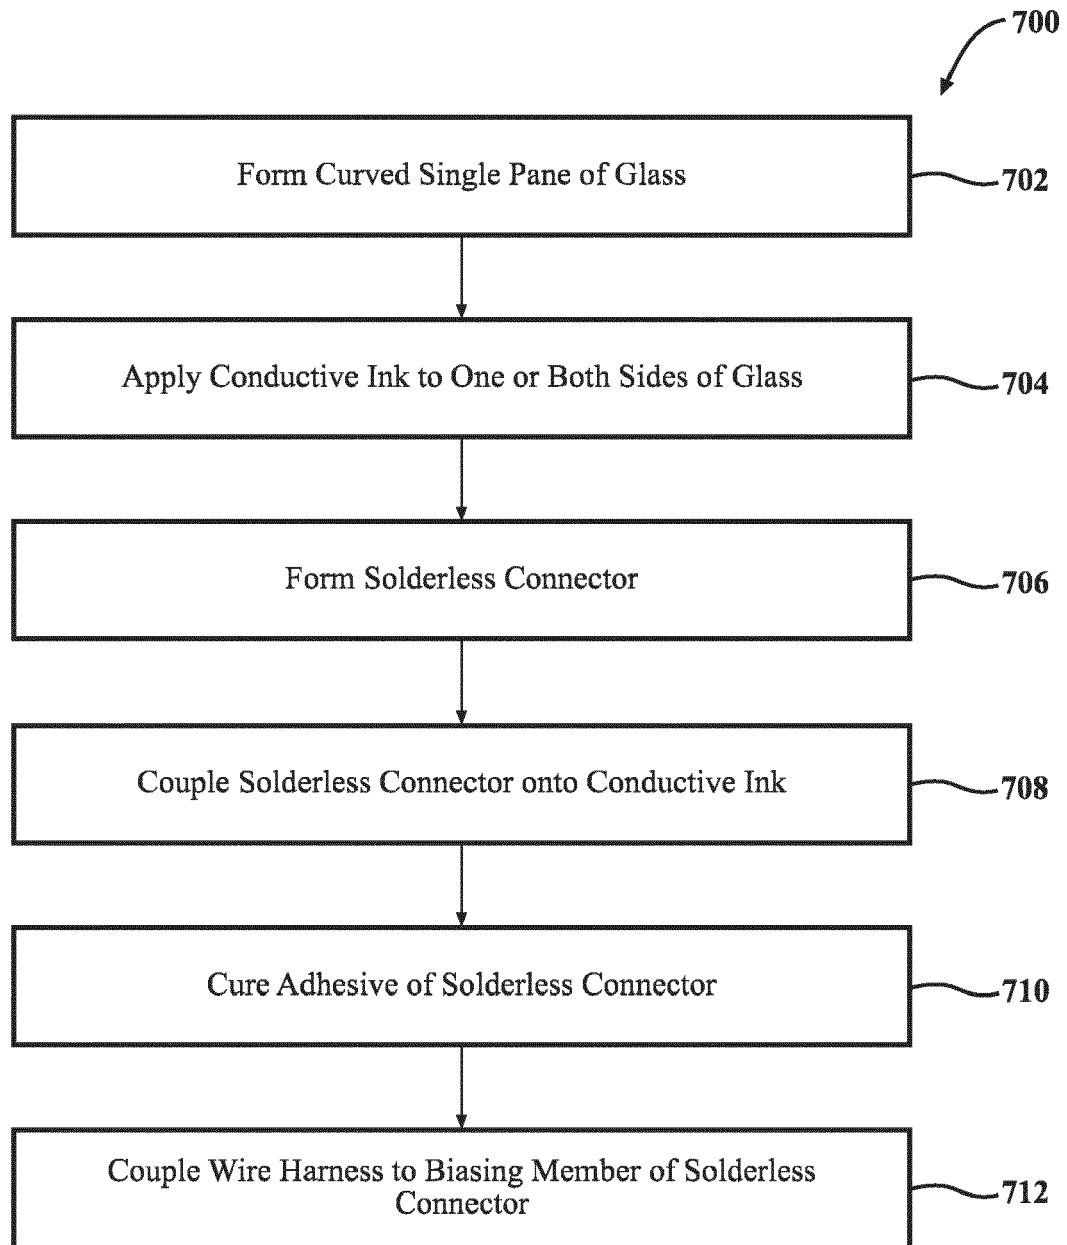 700
Form Curved Single Pane of Glass
702
Apply Conductive Ink to One or Both Sides of Glass
704
Form Solderless Connector
706
Couple Solderless Connector onto Conductive Ink
708
Cure Adhesive of Solderless Connector
710
Couple Wire Harness to Biasing Member of Solderless
Connector
712